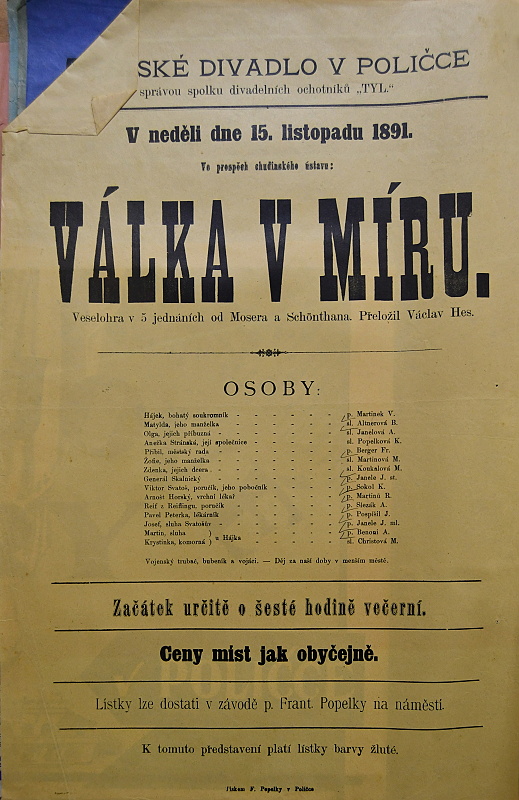 SKÉ DIVADLO V POLIČCE
správou spolku divadelních ochotníků „TYL."
V neděli dne 15. listopadu 1891.
Ve prospěch chudinského ústavu:
VÁLKA V MÍRU.
Veselohra v 5 jednáních od Mosera a Schönthana. Přeložil Václav Hes.
OSOBY:
Hájek, bohatý soukromník - - - - - - p. Martinek V.
Matylda, jeho manželka - - - - - - sl. Altnerová B.
Olga, jejich příbuzná - - - - - - sl. Janelová A.
Anežka Stránská, její společnice - - - - - sl. Popelková K.
Přibil, městský rada - - - - - - p. Berger Fr.
Žofie, jeho manželka - - - - - - sl. Martinová M.
Zdenka, jejich dcera - - - - - - sl. Konkalová M.
Generál Skalnický - - - - - - p. Janele J. st.
Viktor Svatoš, poručík, jeho pobočník - - - - p. Sokol K.
Arnošt Horský, vrchní lékař - - - - - p. Martinů R.
Reif z Reiflingu, poručík - - - - - - p. Slezák A.
Pavel Peterka, lékárník - - - - - - p. Pospíšil J.
Josef, sluha Svatošův - - - - - - p. Janele J. ml.
Martin, sluha } u Hájka - - - - - p. Benoni A.
Krystinka, komorná } - - - - - sl. Christová M.
Vojenský trubač, bubeník a vojáci. — Děj za naší doby v menším městě.
Začátek určitě o šesté hodině večerní.
Ceny míst jak obyčejně.
Lístky lze dostati v závodě p. Frant. Popelky na náměstí.
K tomuto představení platí lístky barvy žluté.
Tiskem F. Popelky v Poličce